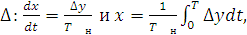 Δ: dx/dt = Δy/T н и x = 1/T н ∫₀ᵀ Δydt,